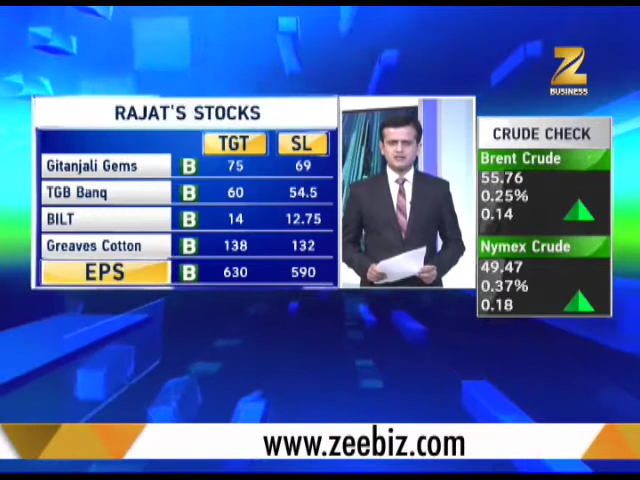 Z
BUSINESS
RAJAT'S STOCKS
TGT SL
Gitanjali Gems B 75 69
TGB Banq B 60 54.5
BILT B 14 12.75
Greaves Cotton B 138 132
EPS B 630 590
CRUDE CHECK
Brent Crude
55.76
0.25%
0.14
Nymex Crude
49.47
0.37%
0.18
www.zeebiz.com